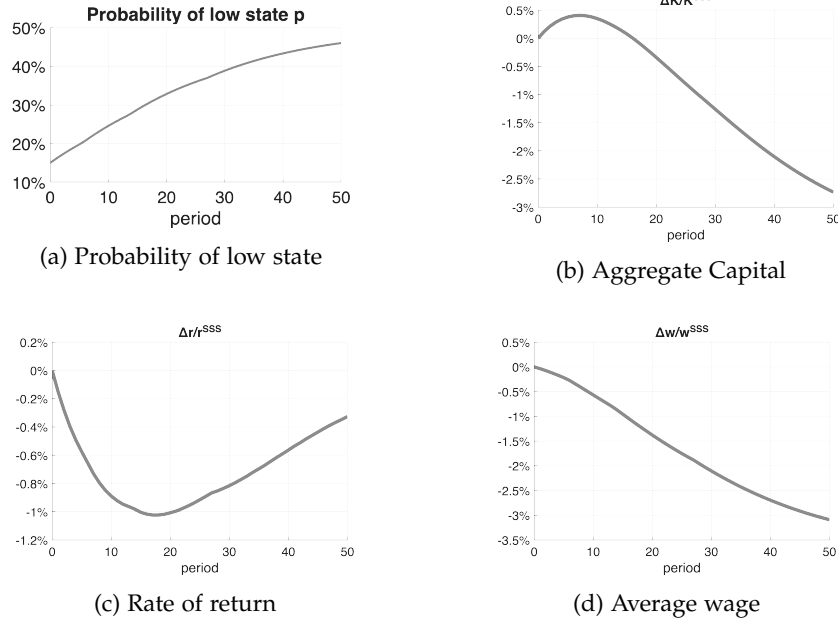 Probability of low state p
50%
40%
30%
20%
10%
0 10 20 30 40 50
period
(a) Probability of low state
ΔK/K^SSS
0.5%
0%
-0.5%
-1%
-1.5%
-2%
-2.5%
-3%
0 10 20 30 40 50
period
(b) Aggregate Capital
Δr/r^SSS
0.2%
0%
-0.2%
-0.4%
-0.6%
-0.8%
-1%
-1.2%
0 10 20 30 40 50
period
(c) Rate of return
Δw/w^SSS
0.5%
0%
-0.5%
-1%
-1.5%
-2%
-2.5%
-3%
-3.5%
0 10 20 30 40 50
period
(d) Average wage